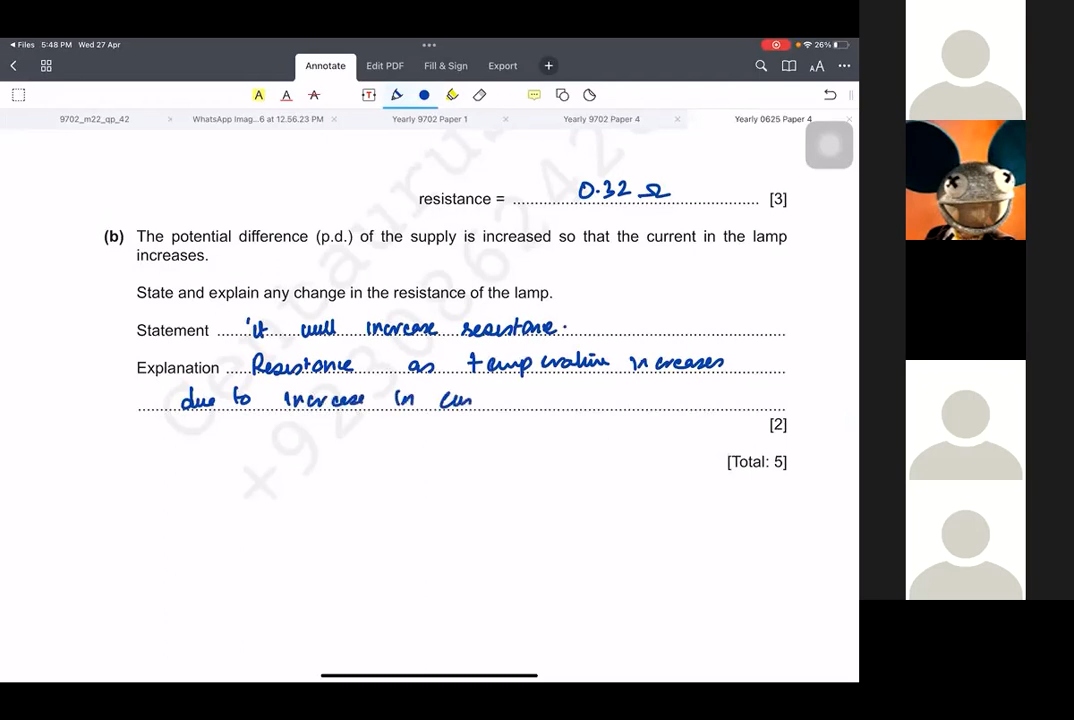 Files 5:48 PM Wed 27 Apr 26%
Annotate Edit PDF Fill & Sign Export
9702_m22_qp_42 WhatsApp Imag...6 at 12.56.23 PM Yearly 9702 Paper 1 Yearly 9702 Paper 4 Yearly 0625 Paper 4
resistance = 0.32 Ω [3]
(b) The potential difference (p.d.) of the supply is increased so that the current in the lamp
increases.
State and explain any change in the resistance of the lamp.
Statement it will increase resistance.
Explanation Resistance as temperature increases
due to increase in cur
[2]
[Total: 5]